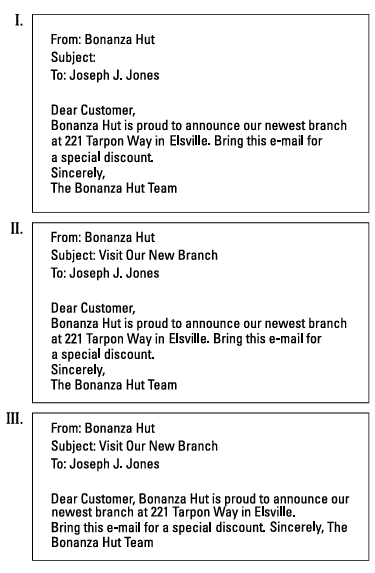 I.
From: Bonanza Hut
Subject:
To: Joseph J. Jones
Dear Customer,
Bonanza Hut is proud to announce our newest branch
at 221 Tarpon Way in Elsville. Bring this e-mail for
a special discount.
Sincerely,
The Bonanza Hut Team
II.
From: Bonanza Hut
Subject: Visit Our New Branch
To: Joseph J. Jones
Dear Customer,
Bonanza Hut is proud to announce our newest branch
at 221 Tarpon Way in Elsville. Bring this e-mail for
a special discount.
Sincerely,
The Bonanza Hut Team
III.
From: Bonanza Hut
Subject: Visit Our New Branch
To: Joseph J. Jones
Dear Customer, Bonanza Hut is proud to announce our
newest branch at 221 Tarpon Way in Elsville.
Bring this e-mail for a special discount. Sincerely, The
Bonanza Hut Team